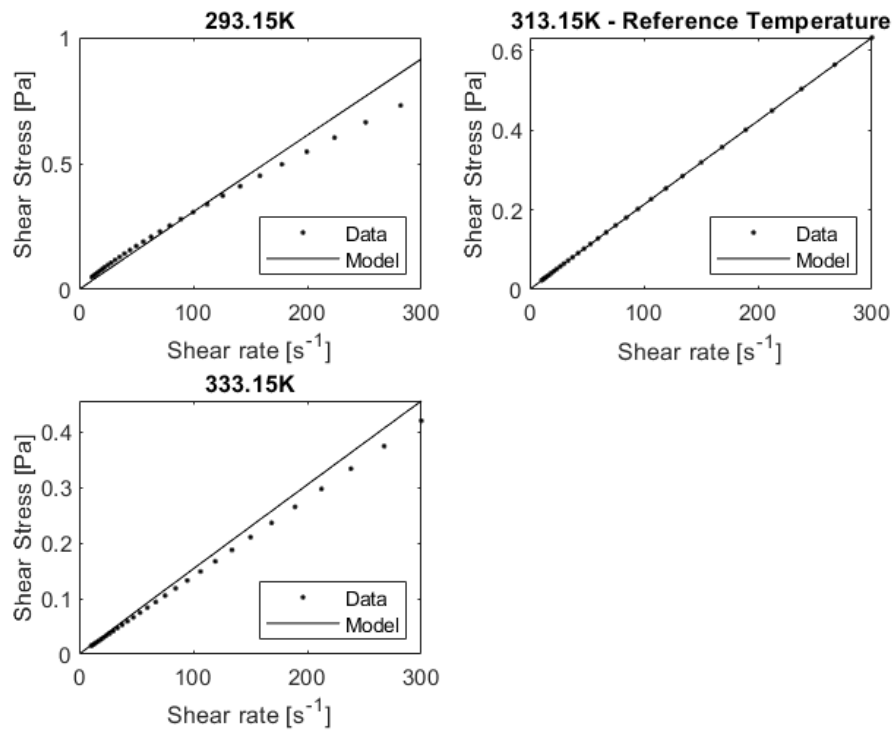 293.15K
1
0.5
0
Shear Stress [Pa]
0 100 200 300
Shear rate [s-1]
Data
Model
313.15K - Reference Temperature
0.6
0.4
0.2
0
Shear Stress [Pa]
0 100 200 300
Shear rate [s-1]
Data
Model
333.15K
0.4
0.3
0.2
0.1
0
Shear Stress [Pa]
0 100 200 300
Shear rate [s-1]
Data
Model